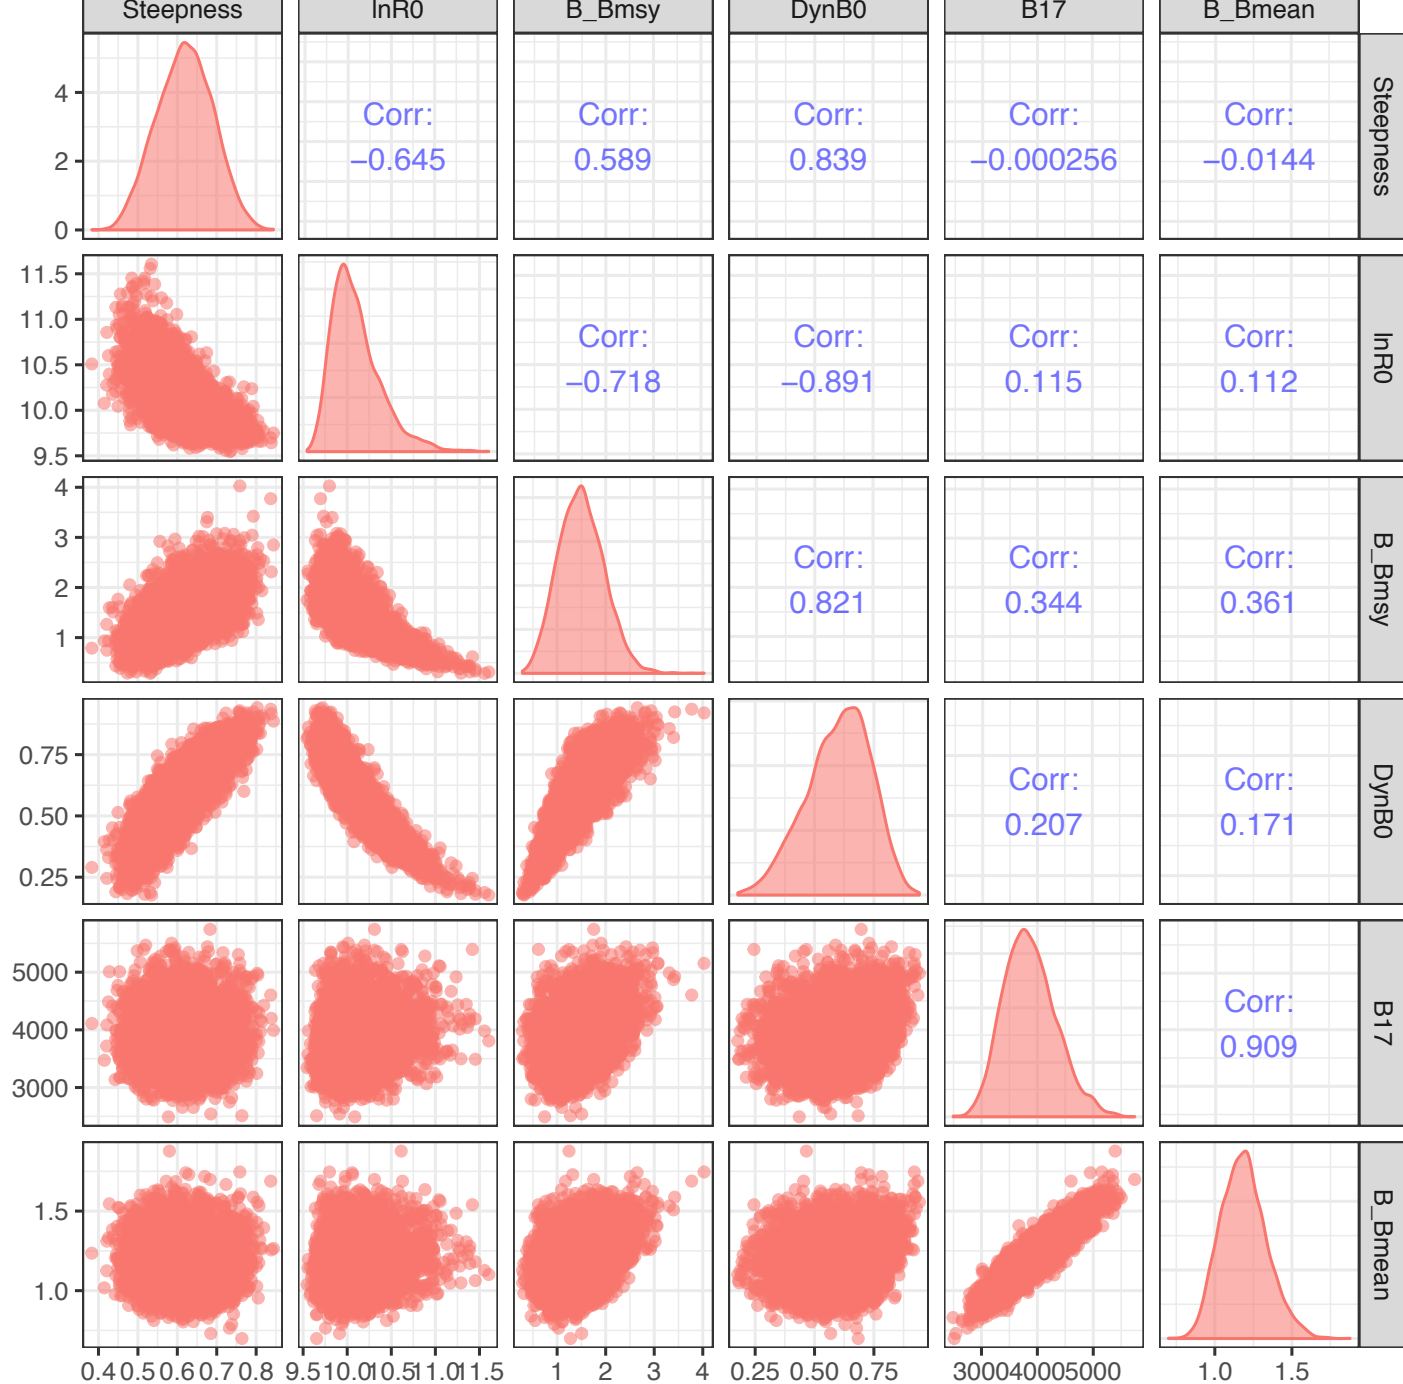 Steepness lnR0 B_Bmsy DynB0 B17 B_Bmean
4
2
0
Corr:
−0.645
Corr:
0.589
Corr:
0.839
Corr:
−0.000256
Corr:
−0.0144
Steepness
11.5
11.0
10.5
10.0
9.5
Corr:
−0.718
Corr:
−0.891
Corr:
0.115
Corr:
0.112
lnR0
4
3
2
1
Corr:
0.821
Corr:
0.344
Corr:
0.361
B_Bmsy
0.75
0.50
0.25
Corr:
0.207
Corr:
0.171
DynB0
5000
4000
3000
Corr:
0.909
B17
1.5
1.0
B_Bmean
0.4 0.5 0.6 0.7 0.8 9.5 10.0 10.5 11.0 11.5 1 2 3 4 0.25 0.50 0.75 3000 4000 5000 1.0 1.5